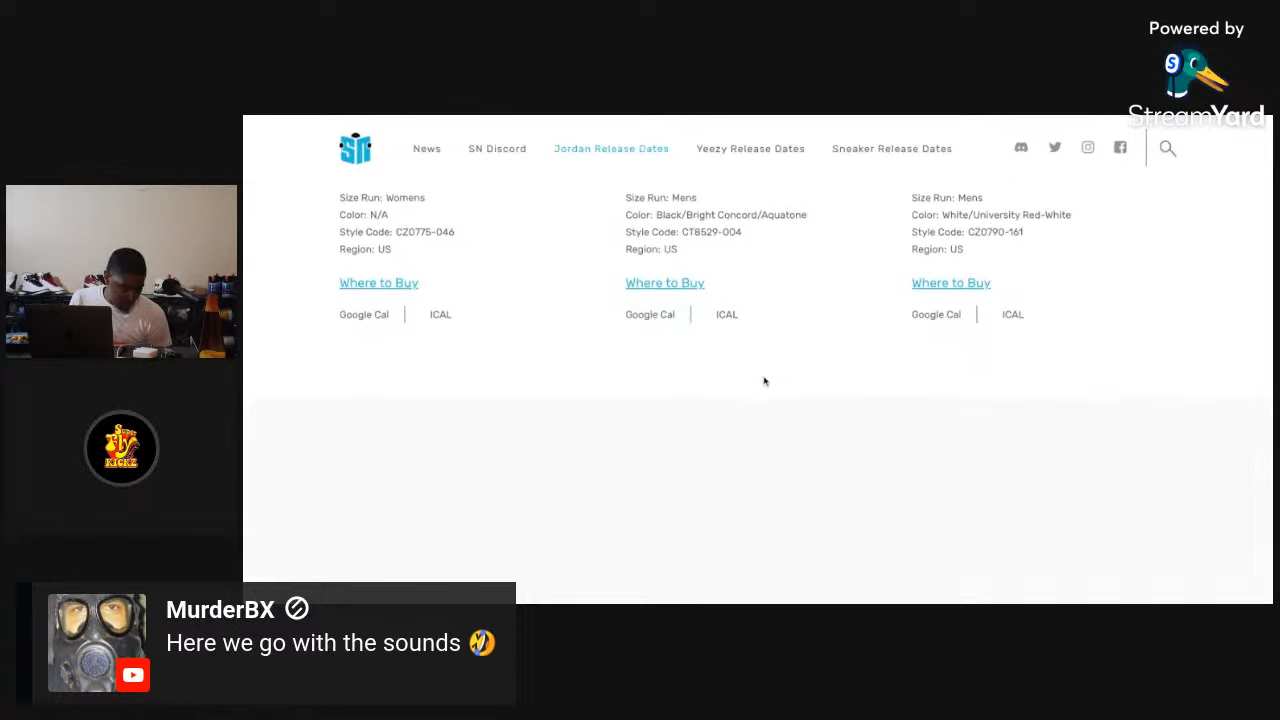 Powered by
StreamYard
News
SN Discord
Jordan Release Dates
Yeezy Release Dates
Sneaker Release Dates
Size Run: Womens
Color: N/A
Style Code: CZ0775-046
Region: US
Where to Buy
Google Cal
ICAL
Size Run: Mens
Color: Black/Bright Concord/Aquatone
Style Code: CT8529-004
Region: US
Where to Buy
Google Cal
ICAL
Size Run: Mens
Color: White/University Red-White
Style Code: CZ0790-161
Region: US
Where to Buy
Google Cal
ICAL
Super
Fly
KICKZ
MurderBX
Here we go with the sounds 🤣